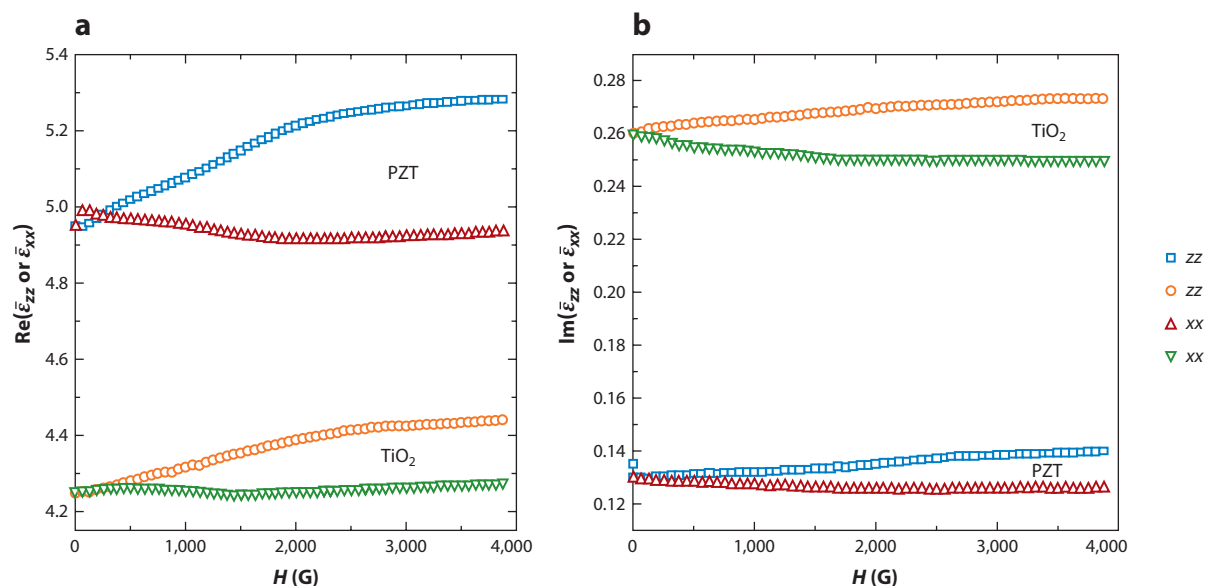 a
5.4
5.2
5.0
4.8
4.6
4.4
4.2
Re(ε̄zz or ε̄xx)
PZT
TiO2
0
1,000
2,000
3,000
4,000
H (G)
b
0.28
0.26
0.24
0.22
0.20
0.18
0.16
0.14
0.12
Im(ε̄zz or ε̄xx)
TiO2
PZT
0
1,000
2,000
3,000
4,000
H (G)
zz
zz
xx
xx